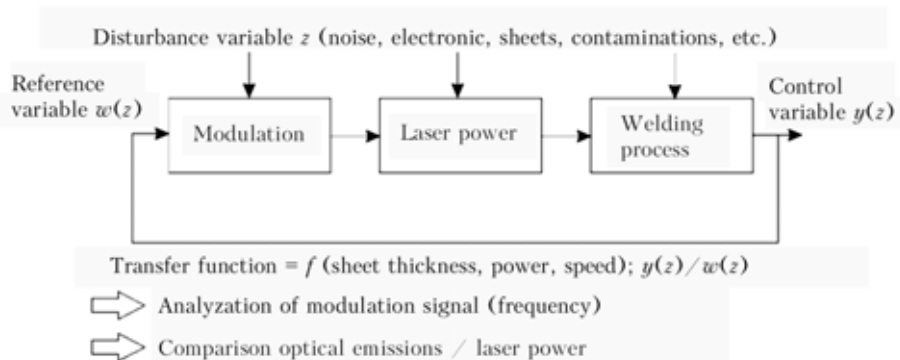 Disturbance variable z (noise, electronic, sheets, contaminations, etc.)
Reference
variable w(z)
Modulation
Laser power
Welding
process
Control
variable y(z)
Transfer function = f (sheet thickness, power, speed); y(z)/w(z)
Analyzation of modulation signal (frequency)
Comparison optical emissions / laser power